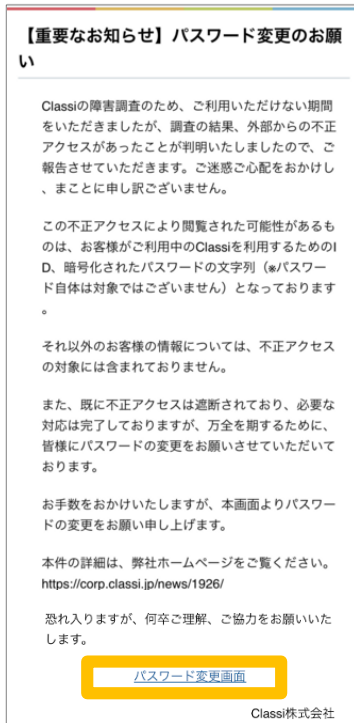 【重要なお知らせ】パスワード変更のお願
い
Classiの障害調査のため、ご利用いただけない期間
をいただきましたが、調査の結果、外部からの不正
アクセスがあったことが判明いたしましたので、ご
報告させていただきます。ご迷惑ご心配をおかけし
、まことに申し訳ございません。
この不正アクセスにより閲覧された可能性があるも
のは、お客様がご利用中のClassiを利用するためのI
D、暗号化されたパスワードの文字列（※パスワー
ド自体は対象ではございません）となっております
。
それ以外のお客様の情報については、不正アクセス
の対象には含まれておりません。
また、既に不正アクセスは遮断されており、必要な
対応は完了しておりますが、万全を期するために、
皆様にパスワードの変更をお願いさせていただいて
おります。
お手数をおかけいたしますが、本画面よりパスワー
ドの変更をお願い申し上げます。
本件の詳細は、弊社ホームページをご覧ください。
https://corp.classi.jp/news/1926/
恐れ入りますが、何卒ご理解、ご協力をお願いいた
します。
パスワード変更画面
Classi株式会社